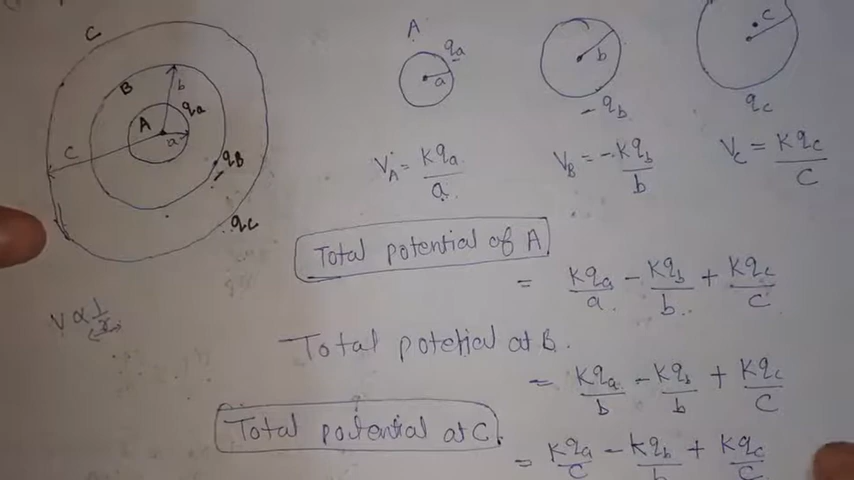 C
B
b
qa
A
a
C
qB
-
qc
V ∝ 1/x
A
qa
a
b
- qb
c
qc
VA = Kqa/a
VB = - Kqb/b
VC = Kqc/C
Total potential of A
= Kqa/a - Kqb/b + Kqc/C
Total potetial at B.
= Kqa/b - Kqb/b + Kqc/C
Total potential at C.
= Kqa/C - Kqb/b + Kqc/C